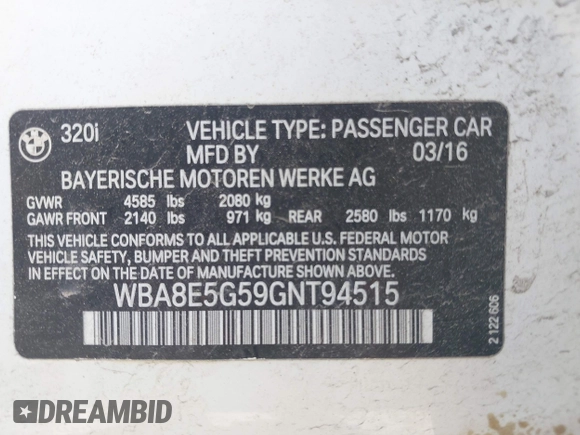 BMW
320i VEHICLE TYPE: PASSENGER CAR
MFD BY 03/16
BAYERISCHE MOTOREN WERKE AG
GVWR 4585 lbs 2080 kg
GAWR FRONT 2140 lbs 971 kg REAR 2580 lbs 1170 kg
THIS VEHICLE CONFORMS TO ALL APPLICABLE U.S. FEDERAL MOTOR
VEHICLE SAFETY, BUMPER AND THEFT PREVENTION STANDARDS
IN EFFECT ON THE DATE OF MANUFACTURE SHOWN ABOVE.
WBA8E5G59GNT94515
2 122 606
DREAMBID